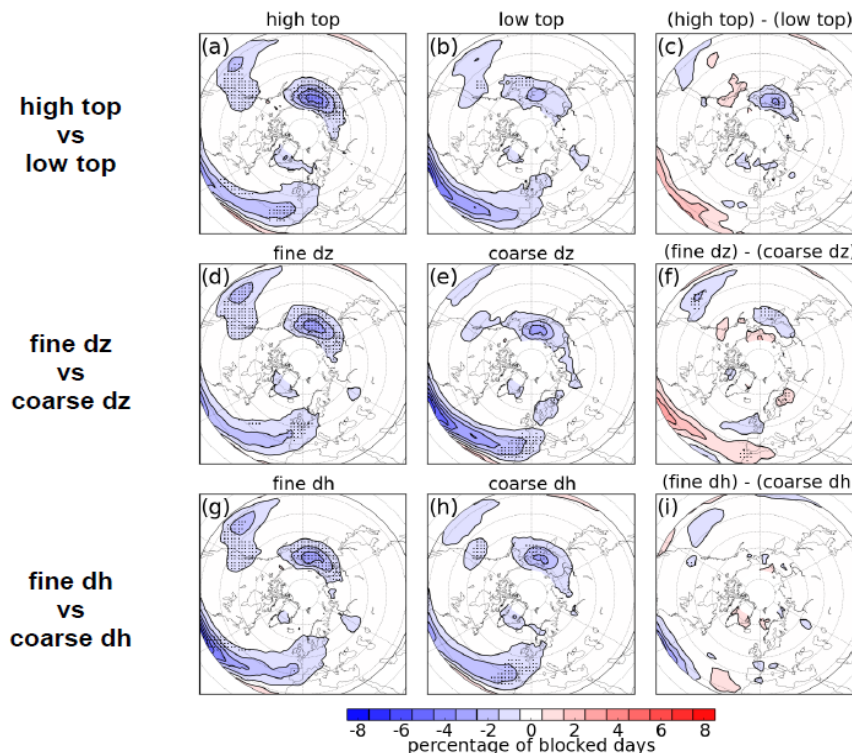 high top
low top
(high top) - (low top)
high top
vs
low top
(a)
(b)
(c)
fine dz
coarse dz
(fine dz) - (coarse dz)
fine dz
vs
coarse dz
(d)
(e)
(f)
fine dh
coarse dh
(fine dh) - (coarse dh
fine dh
vs
coarse dh
(g)
(h)
(i)
-8 -6 -4 -2 0 2 4 6 8
percentage of blocked days